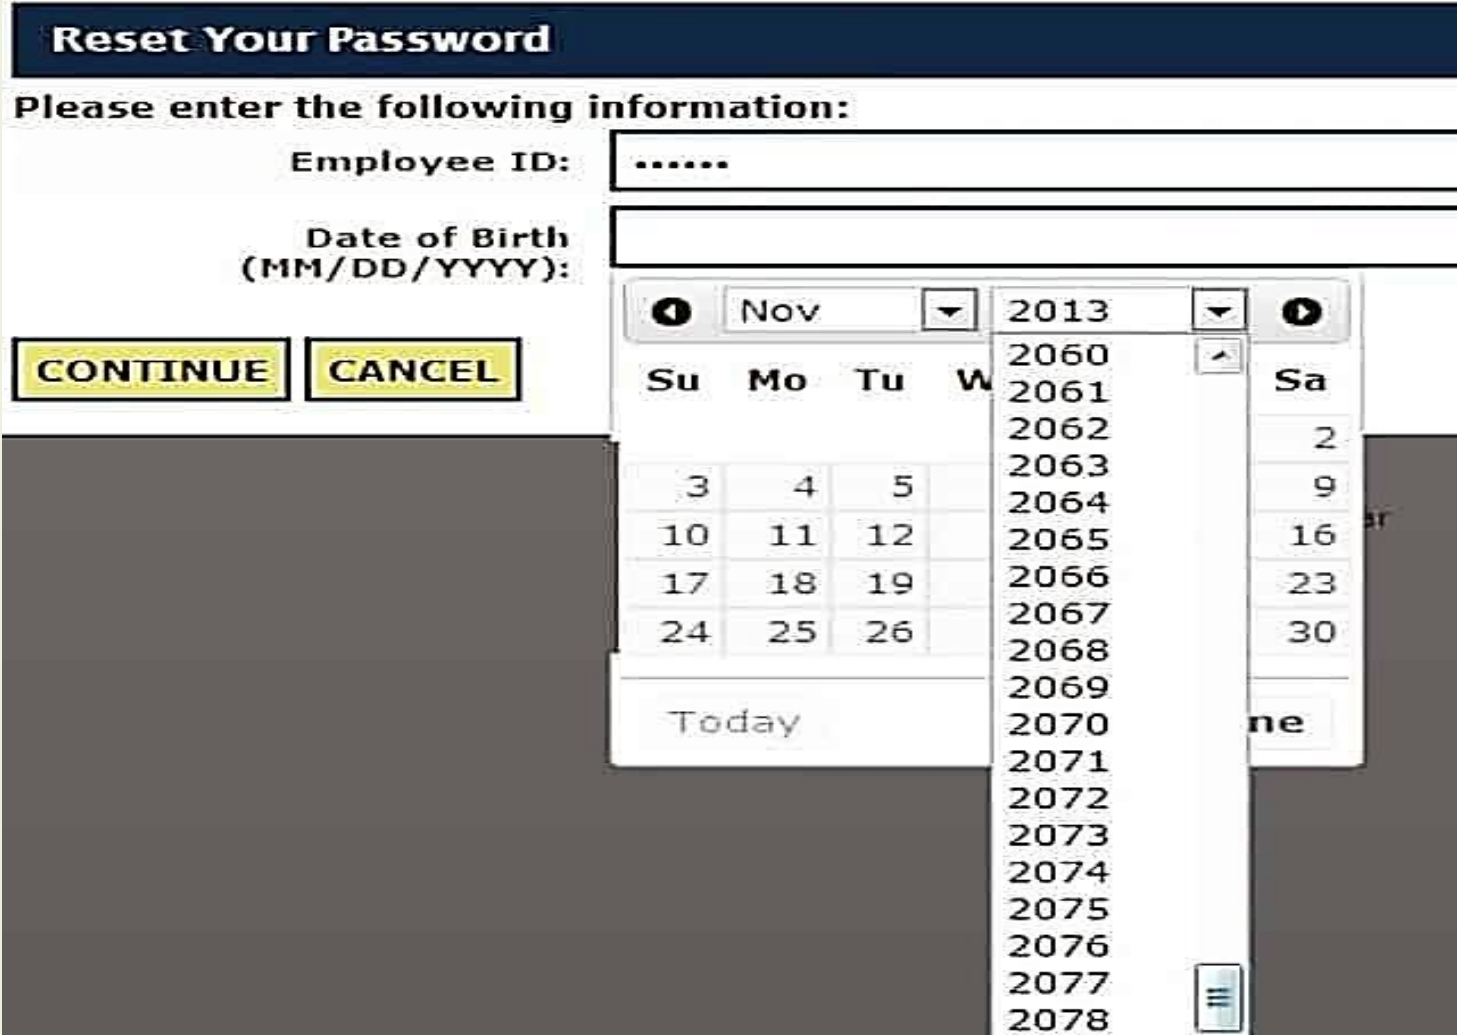 Reset Your Password
Please enter the following information:
Employee ID: ••••••
Date of Birth
(MM/DD/YYYY):
CONTINUE CANCEL
Nov 2013
Su Mo Tu W Sa
2
3 4 5 9
10 11 12 16
17 18 19 23
24 25 26 30
Today ne
ar
2060
2061
2062
2063
2064
2065
2066
2067
2068
2069
2070
2071
2072
2073
2074
2075
2076
2077
2078